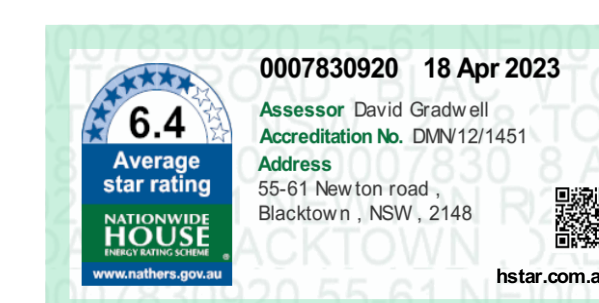 0007830920 18 Apr 2023
6.4
Average
star rating
NATIONWIDE
HOUSE
ENERGY RATING SCHEME
www.nathers.gov.au
Assessor David Gradwell
Accreditation No. DMN/12/1451
Address
55-61 Newton road ,
Blacktown , NSW , 2148
hstar.com.a